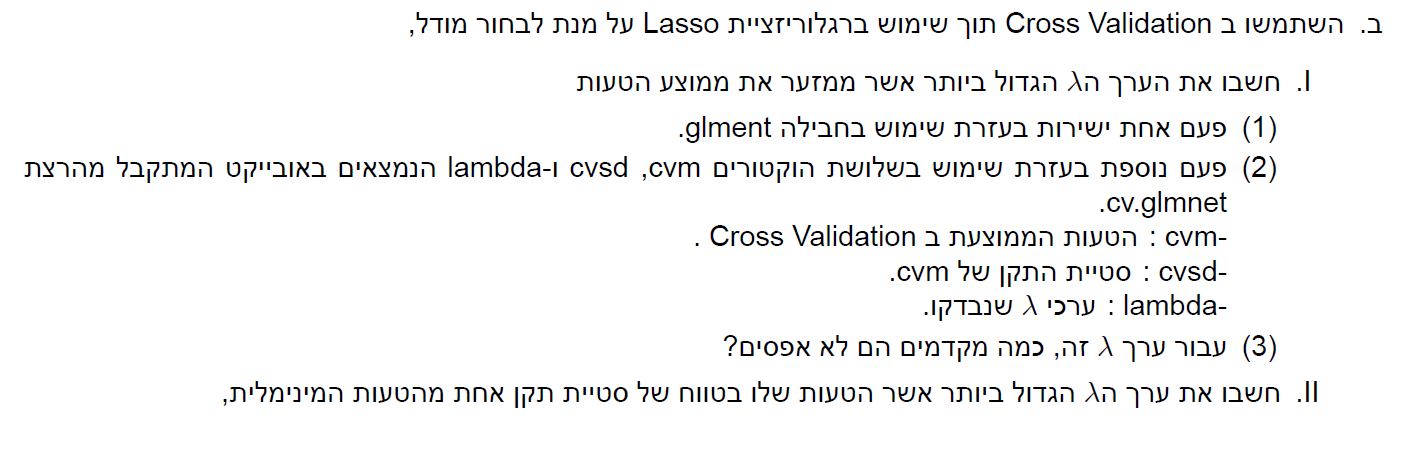 ב. השתמשו ב Cross Validation תוך שימוש ברגלוריזציית Lasso על מנת לבחור מודל,
I. חשבו את הערך הλ הגדול ביותר אשר ממזער את ממוצע הטעות
(1) פעם אחת ישירות בעזרת שימוש בחבילה glment.
(2) פעם נוספת בעזרת שימוש בשלושת הוקטורים cvm, cvsd ו-lambda הנמצאים באובייקט המתקבל מהרצת
cv.glmnet.
-cvm : הטעות הממוצעת ב Cross Validation .
-cvsd : סטיית התקן של cvm.
-lambda : ערכי λ שנבדקו.
(3) עבור ערך λ זה, כמה מקדמים הם לא אפסים?
II. חשבו את ערך הλ הגדול ביותר אשר הטעות שלו בטווח של סטיית תקן אחת מהטעות המינימלית,